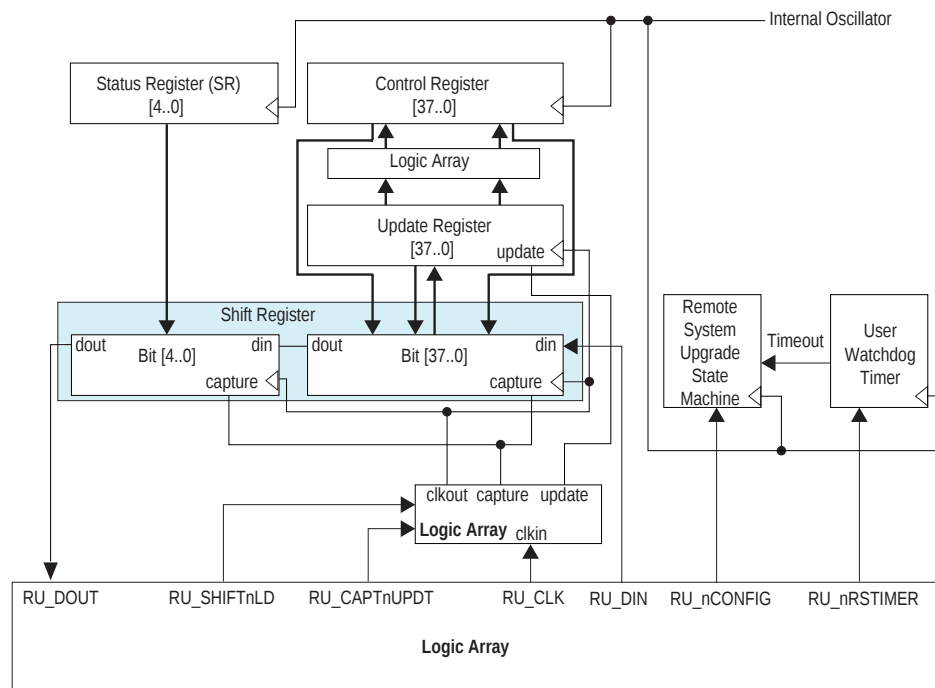 Internal Oscillator
Status Register (SR)
[4..0]
Control Register
[37..0]
Logic Array
Update Register
[37..0]
update
Shift Register
dout
Bit [4..0]
din
capture
dout
Bit [37..0]
din
capture
Remote
System
Upgrade
State
Machine
Timeout
User
Watchdog
Timer
clkout capture update
Logic Array clkin
RU_DOUT RU_SHIFTnLD RU_CAPTnUPDT RU_CLK RU_DIN RU_nCONFIG RU_nRSTIMER
Logic Array